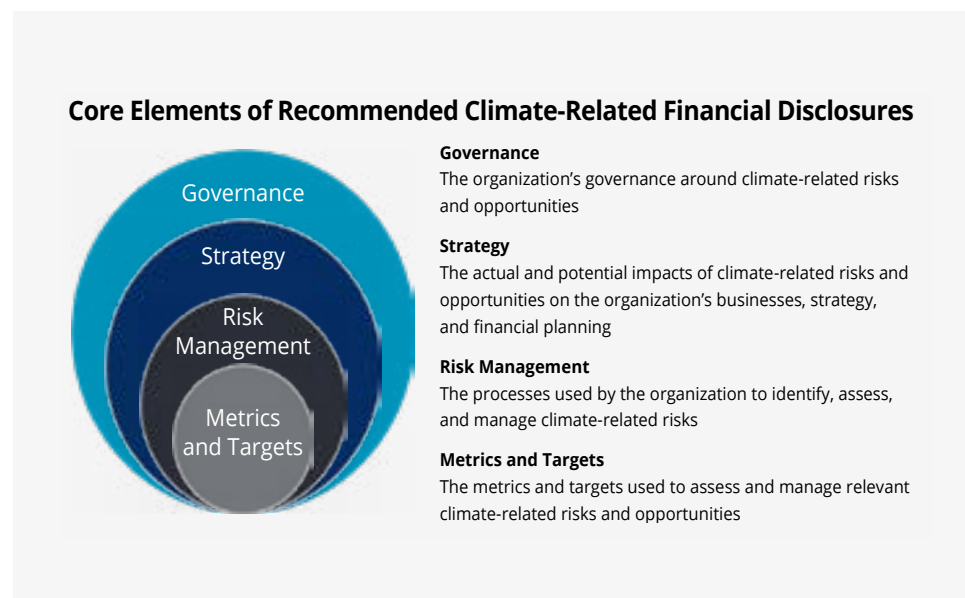 Core Elements of Recommended Climate-Related Financial Disclosures
Governance
Strategy
Risk
Management
Metrics
and Targets
Governance
The organization’s governance around climate-related risks
and opportunities
Strategy
The actual and potential impacts of climate-related risks and
opportunities on the organization’s businesses, strategy,
and financial planning
Risk Management
The processes used by the organization to identify, assess,
and manage climate-related risks
Metrics and Targets
The metrics and targets used to assess and manage relevant
climate-related risks and opportunities